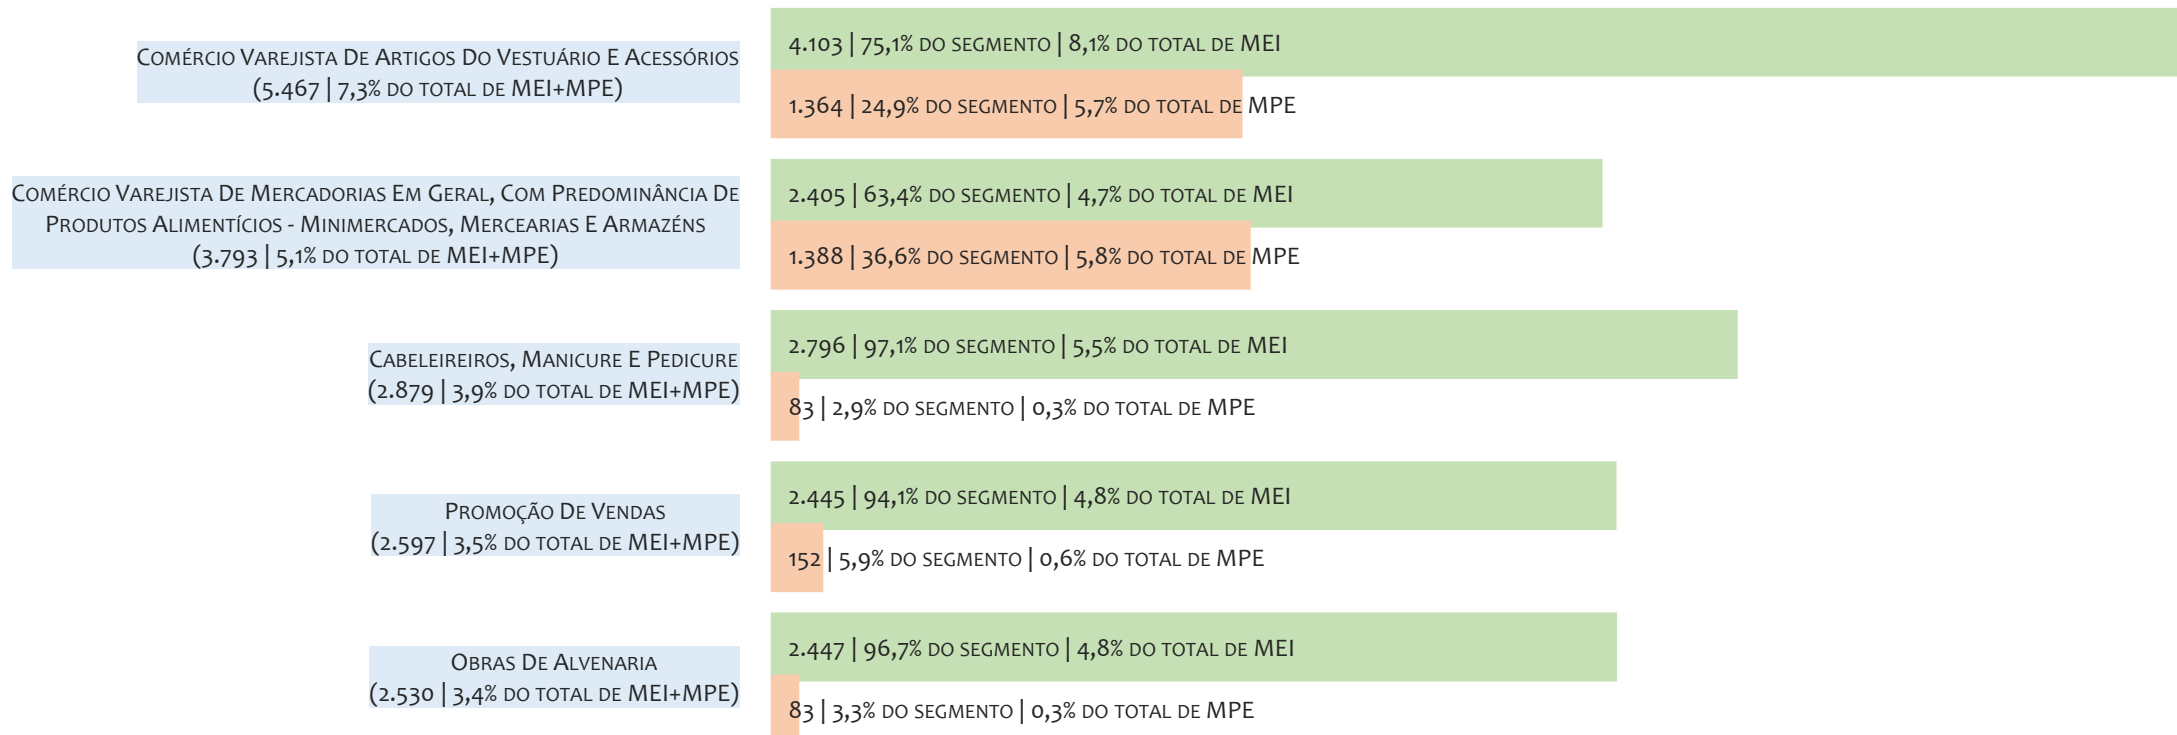 Comércio Varejista De Artigos Do Vestuário E Acessórios
(5.467 | 7,3% do total de MEI+MPE)
4.103 | 75,1% do segmento | 8,1% do total de MEI
1.364 | 24,9% do segmento | 5,7% do total de MPE
Comércio Varejista De Mercadorias Em Geral, Com Predominância De
Produtos Alimentícios - Minimercados, Mercearias E Armazéns
(3.793 | 5,1% do total de MEI+MPE)
2.405 | 63,4% do segmento | 4,7% do total de MEI
1.388 | 36,6% do segmento | 5,8% do total de MPE
Cabeleireiros, Manicure E Pedicure
(2.879 | 3,9% do total de MEI+MPE)
2.796 | 97,1% do segmento | 5,5% do total de MEI
83 | 2,9% do segmento | 0,3% do total de MPE
Promoção De Vendas
(2.597 | 3,5% do total de MEI+MPE)
2.445 | 94,1% do segmento | 4,8% do total de MEI
152 | 5,9% do segmento | 0,6% do total de MPE
Obras De Alvenaria
(2.530 | 3,4% do total de MEI+MPE)
2.447 | 96,7% do segmento | 4,8% do total de MEI
83 | 3,3% do segmento | 0,3% do total de MPE